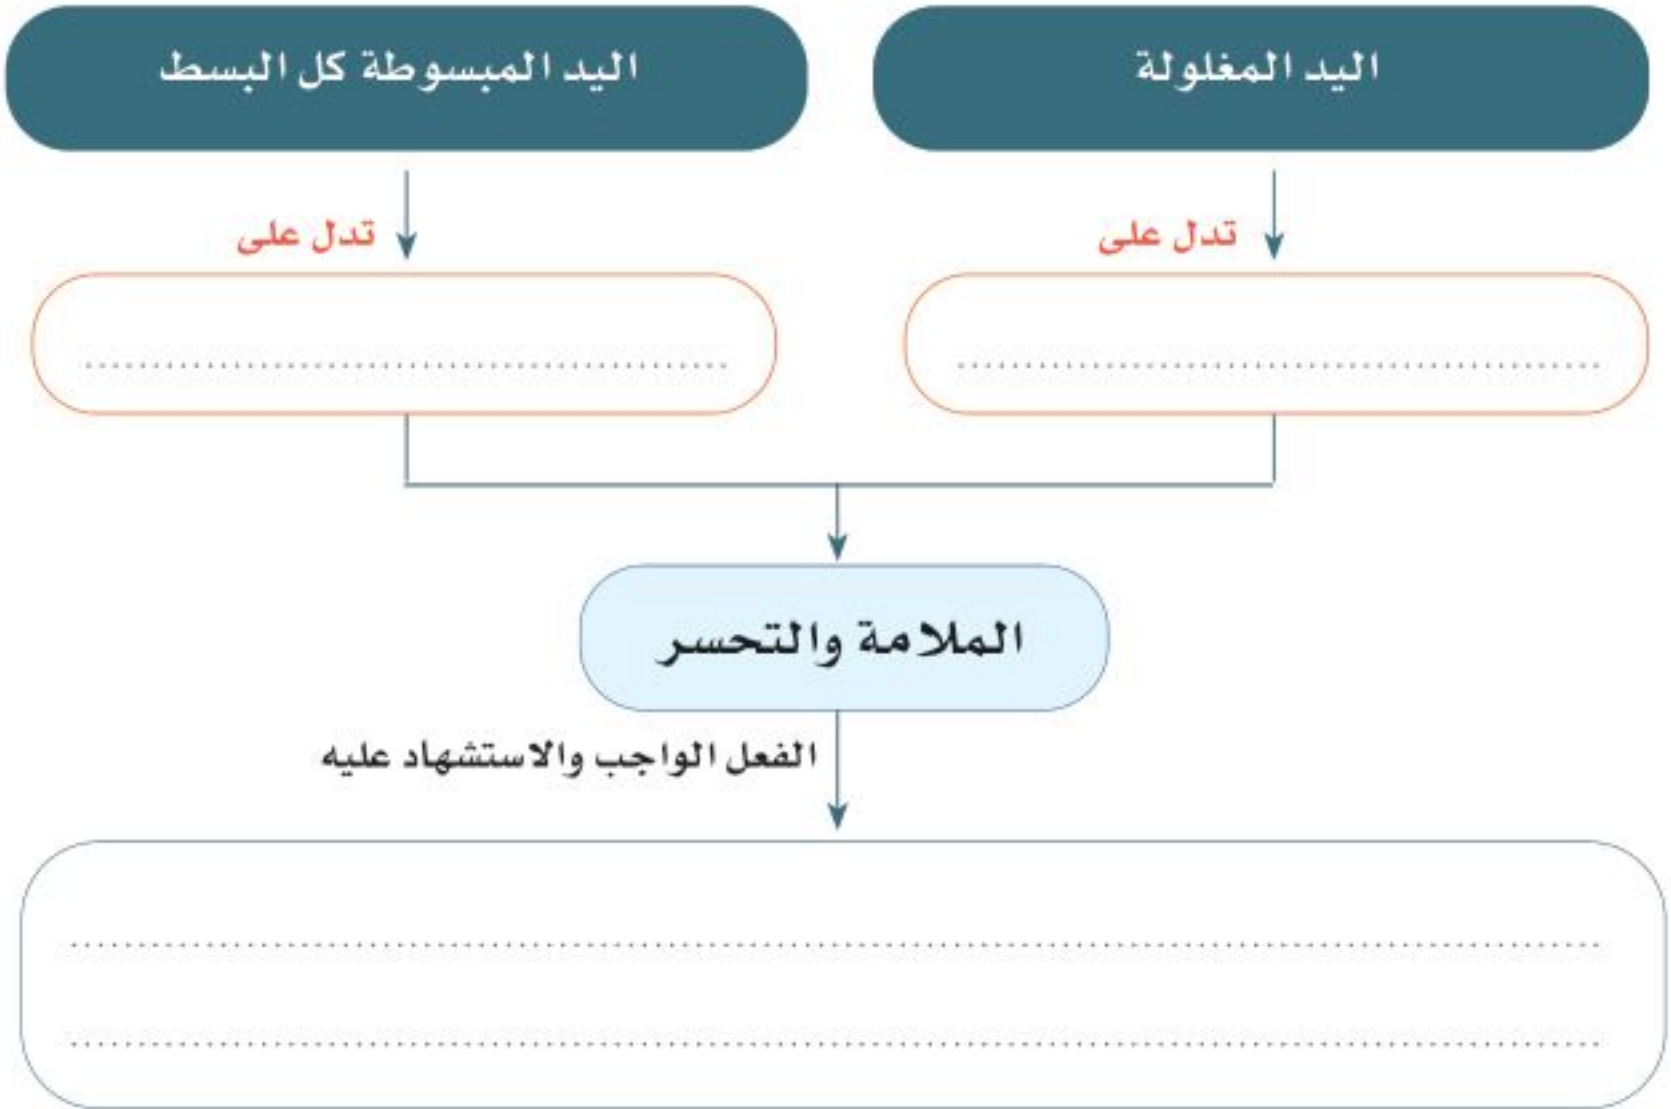 اليد المغلولة
اليد المبسوطة كل البسط
تدل على
تدل على
الملامة والتحسر
الفعل الواجب والاستشهاد عليه